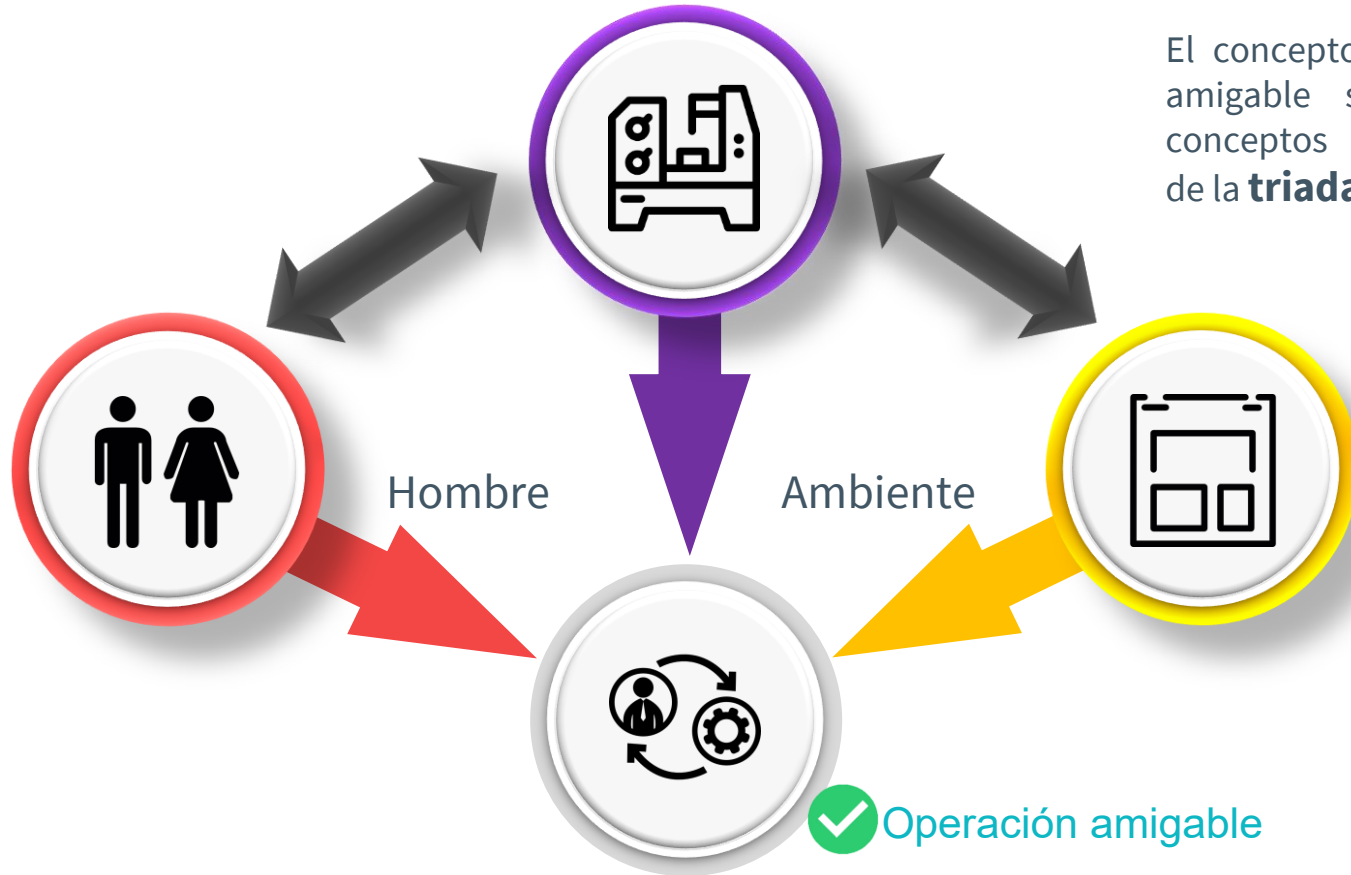 El concepto
amigable s
conceptos
de la triada
Hombre
Ambiente
Operación amigable